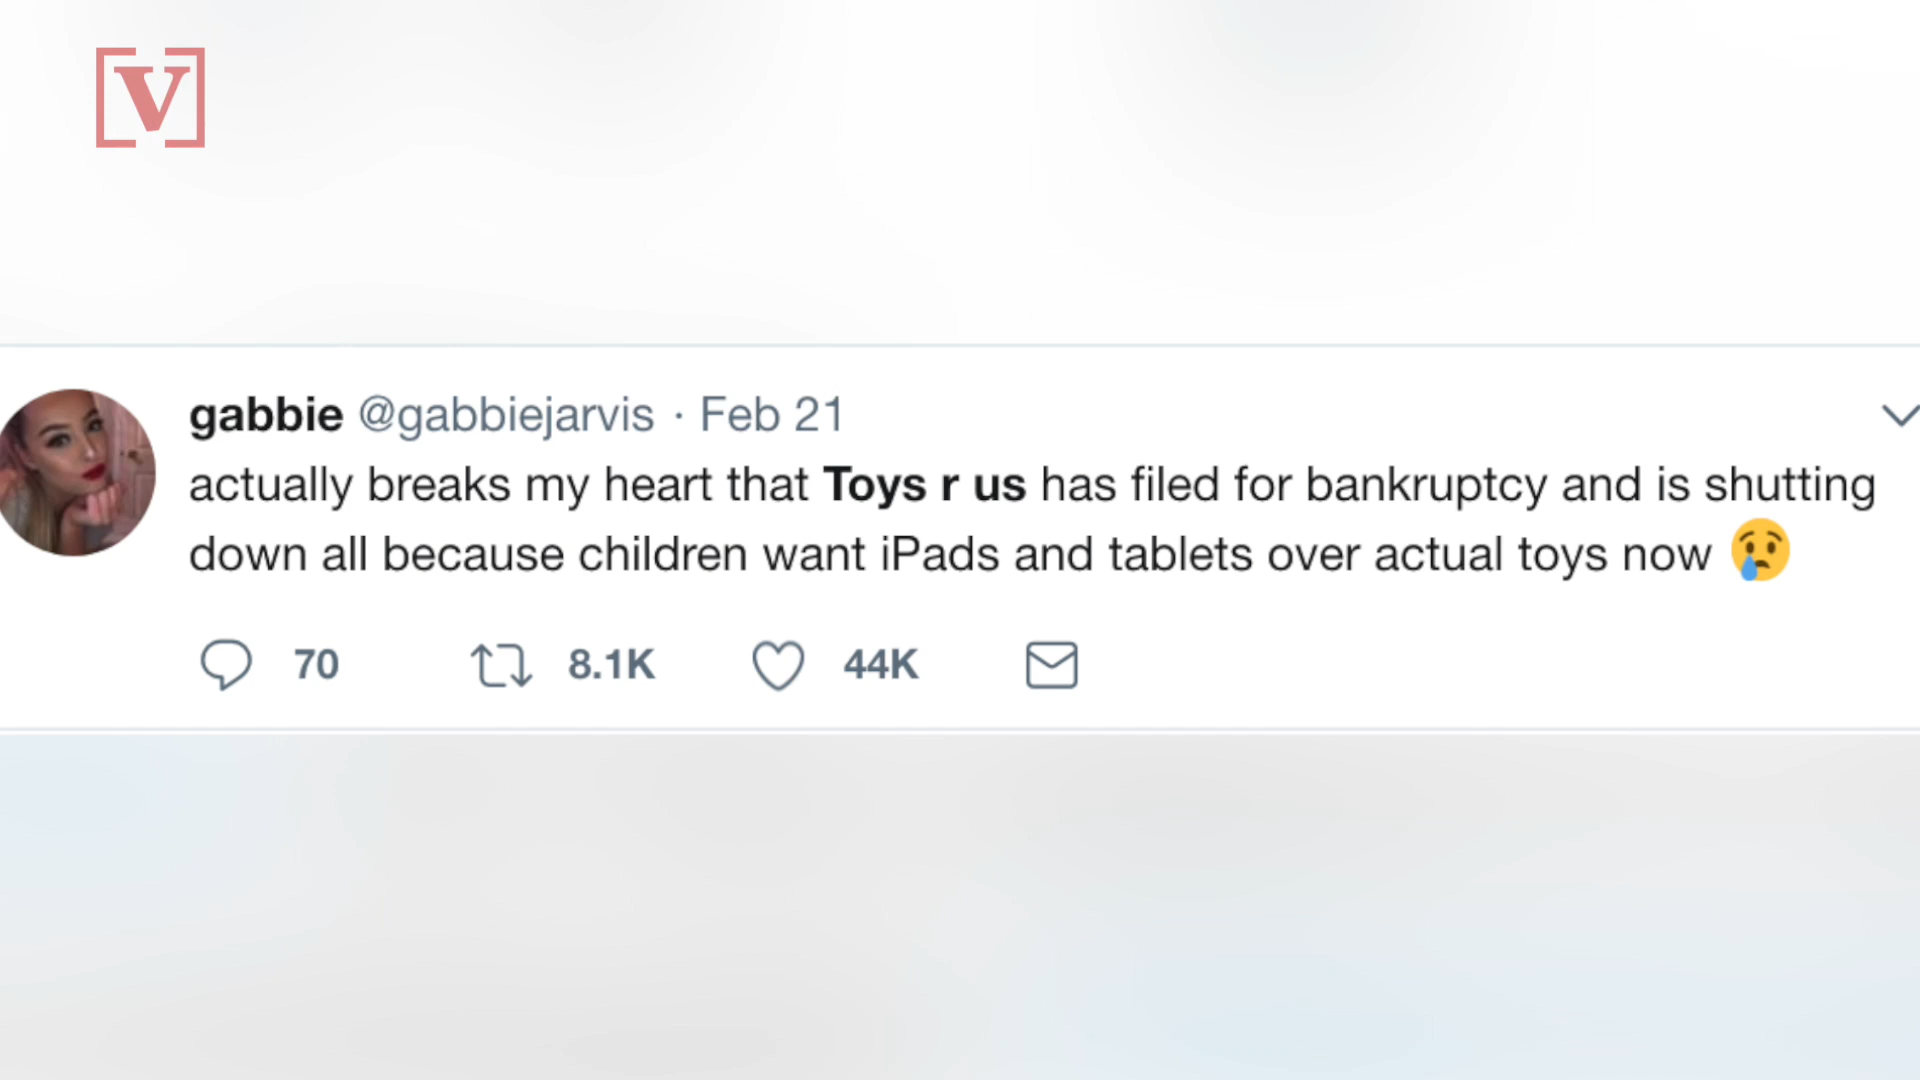 V
gabbie @gabbiejarvis · Feb 21
actually breaks my heart that Toys r us has filed for bankruptcy and is shutting
down all because children want iPads and tablets over actual toys now 😢
70 8.1K 44K